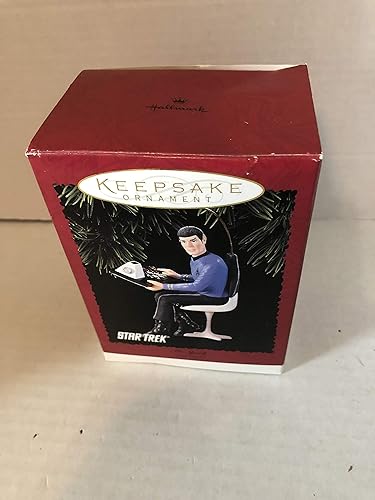 Hallmark
KEEPSAKE
ORNAMENT
STAR TREK